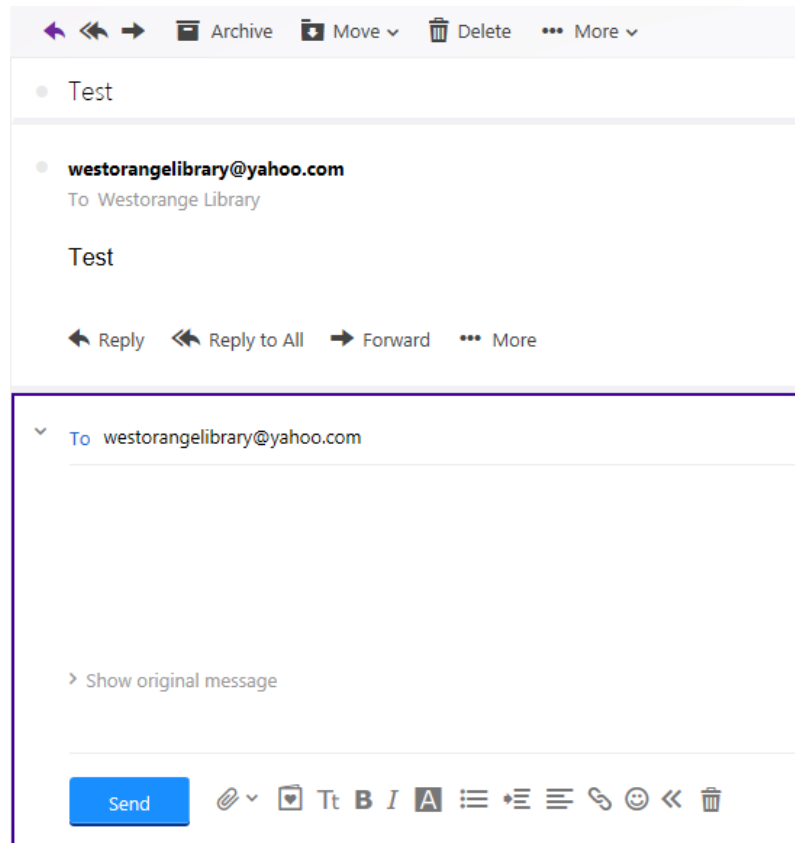 Archive Move Delete ••• More
Test
westorangelibrary@yahoo.com
To Westorange Library
Test
Reply Reply to All Forward ••• More
To westorangelibrary@yahoo.com
> Show original message
Send Tt B I A